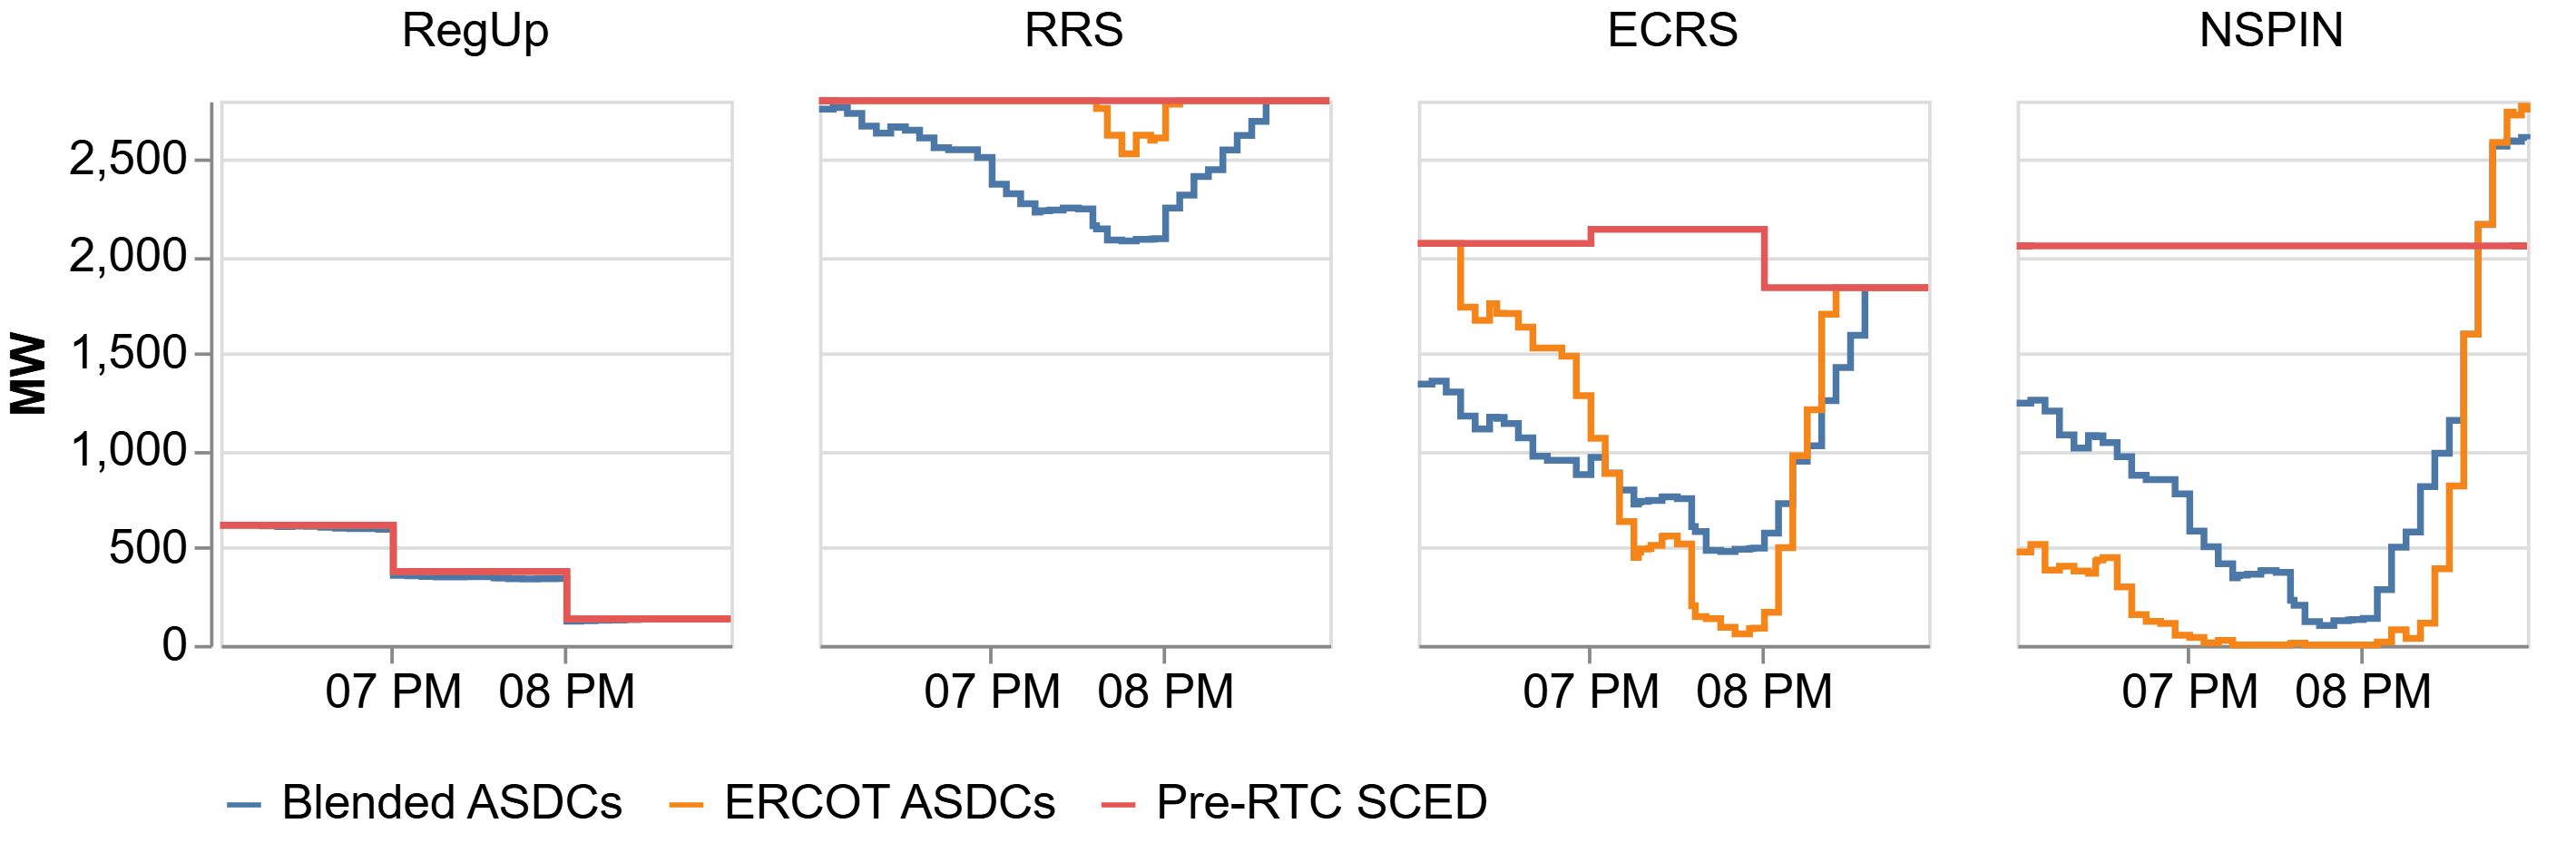 RegUp RRS ECRS NSPIN
MW
2,500
2,000
1,500
1,000
500
0
07 PM 08 PM 07 PM 08 PM 07 PM 08 PM 07 PM 08 PM
Blended ASDCs ERCOT ASDCs Pre-RTC SCED